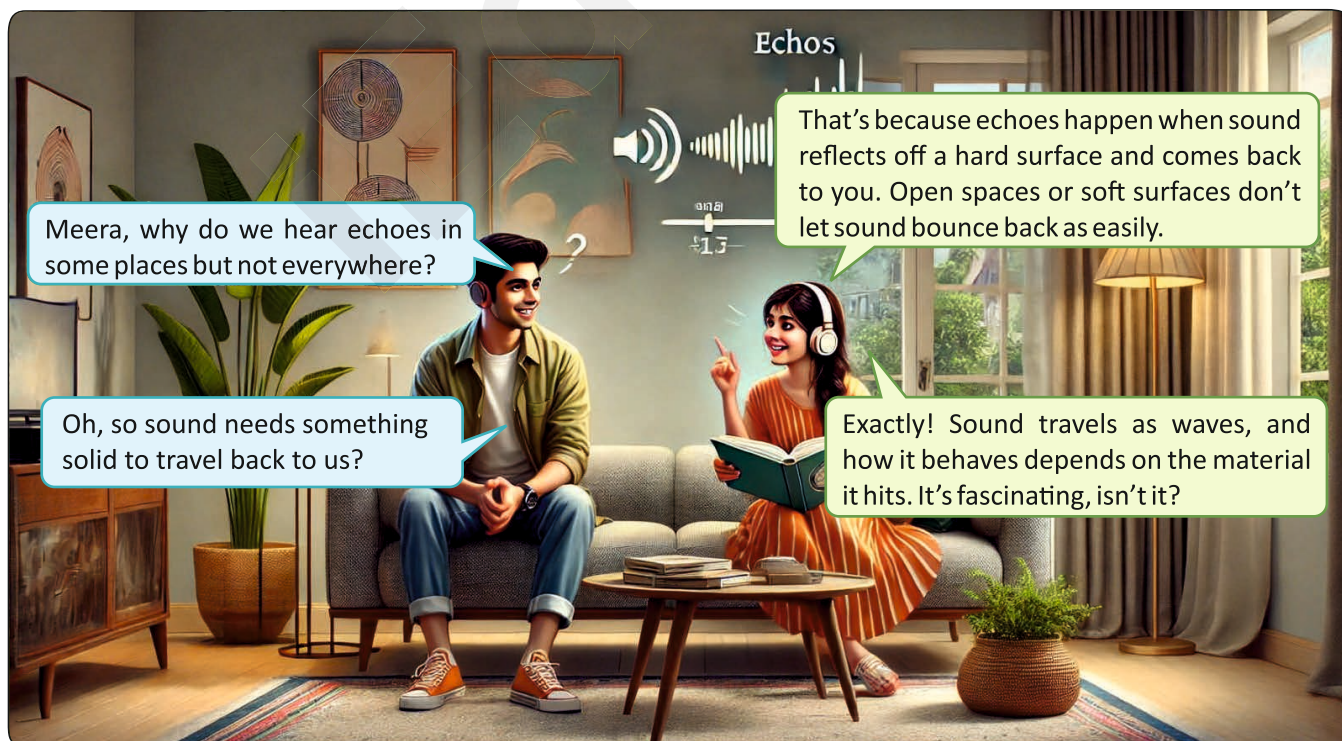 Echos
That's because echoes happen when sound
reflects off a hard surface and comes back
to you. Open spaces or soft surfaces don't
let sound bounce back as easily.
Meera, why do we hear echoes in
some places but not everywhere?
?
Oh, so sound needs something
solid to travel back to us?
Exactly! Sound travels as waves, and
how it behaves depends on the material
it hits. It's fascinating, isn't it?